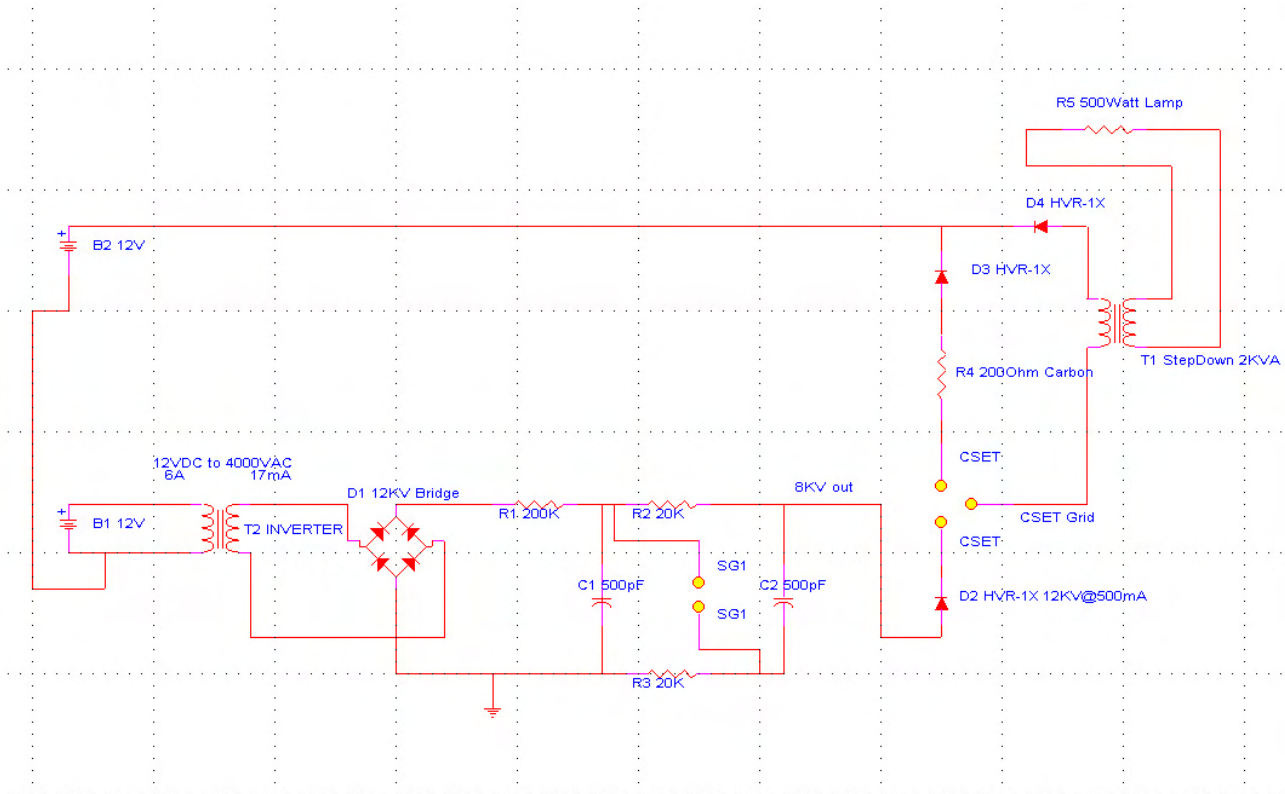 R5 500Watt Lamp
D4 HVR-1X
+
B2 12V
D3 HVR-1X
T1 StepDown 2KVA
R4 200Ohm Carbon
12VDC to 4000VAC
6A 17mA
CSET
D1 12KV Bridge
8KV out
+
B1 12V
T2 INVERTER
R1 200K
R2 20K
CSET Grid
CSET
SG1
C1 500pF
C2 500pF
D2 HVR-1X 12KV@500mA
SG1
R3 20K